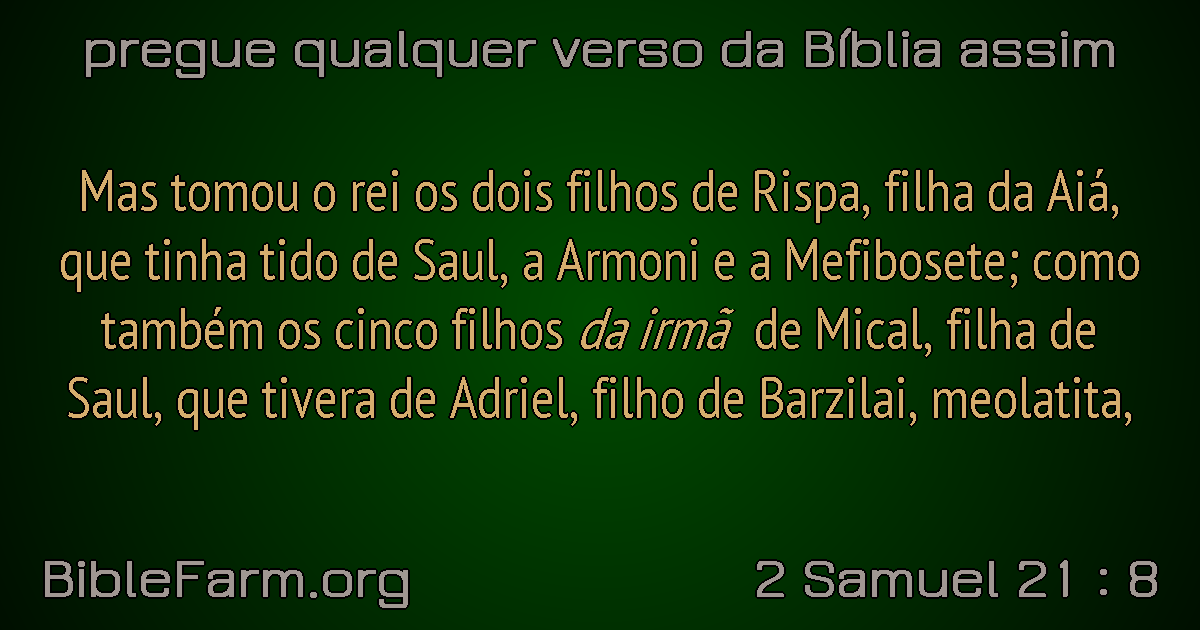 pregue qualquer verso da Bíblia assim
Mas tomou o rei os dois filhos de Rispa, filha da Aiá,
que tinha tido de Saul, a Armoni e a Mefibosete; como
também os cinco filhos da irmã de Mical, filha de
Saul, que tivera de Adriel, filho de Barzilai, meolatita,
BibleFarm.org
2 Samuel 21 : 8